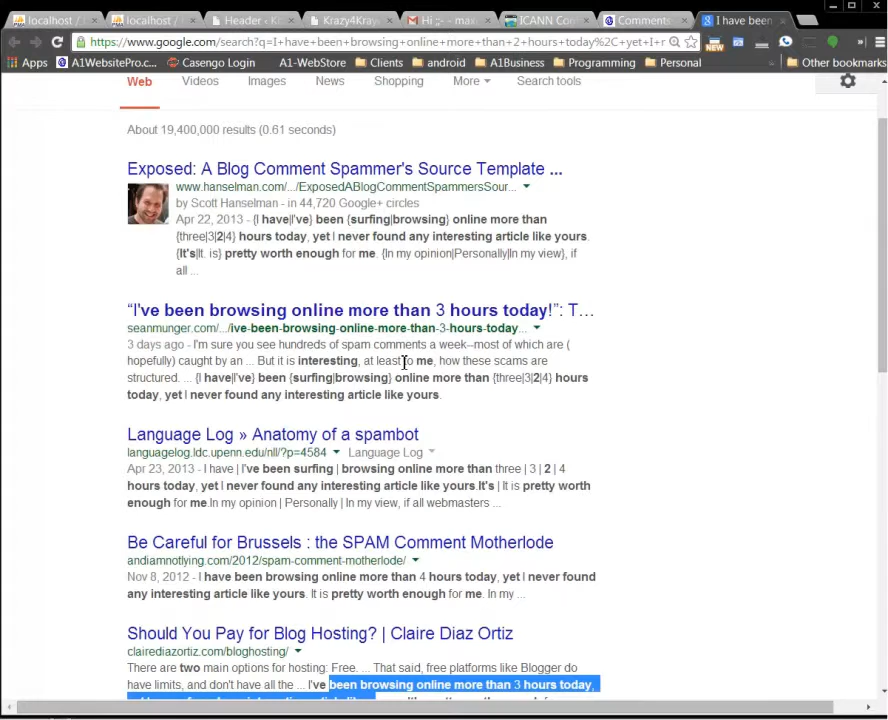 localhost /
localhost /
Header - K
Krazy4Kray
Gmail Hi ;;- - max
ICANN Con
Comments
I have been
https://www.google.com/search?q=I+have+been+browsing+online+more+than+2+hours+today%2C+yet+I+r
Apps A1WebsitePro.c... Casengo Login A1-WebStore Clients android A1Business Programming Personal Other bookmarks
Web Videos Images News Shopping More Search tools
About 19,400,000 results (0.61 seconds)
Exposed: A Blog Comment Spammer's Source Template ...
www.hanselman.com/.../ExposedABlogCommentSpammersSour...
by Scott Hanselman - in 44,720 Google+ circles
Apr 22, 2013 - {I have|I've} been {surfing|browsing} online more than
{three|3|2|4} hours today, yet I never found any interesting article like yours.
{It's|It. is} pretty worth enough for me. {In my opinion|Personally|In my view}, if
all ...
“I've been browsing online more than 3 hours today!”: T...
seanmunger.com/.../ive-been-browsing-online-more-than-3-hours-today...
3 days ago - I'm sure you see hundreds of spam comments a week--most of which are (
hopefully) caught by an ... But it is interesting, at least to me, how these scams are
structured. ... {I have|I've} been {surfing|browsing} online more than {three|3|2|4} hours
today, yet I never found any interesting article like yours.
Language Log » Anatomy of a spambot
languagelog.ldc.upenn.edu/nll/?p=4584 Language Log
Apr 23, 2013 - I have | I've been surfing | browsing online more than three | 3 | 2 | 4
hours today, yet I never found any interesting article like yours.It's | It is pretty worth
enough for me.In my opinion | Personally | In my view, if all webmasters ...
Be Careful for Brussels : the SPAM Comment Motherlode
andiamnotlying.com/2012/spam-comment-motherlode/
Nov 8, 2012 - I have been browsing online more than 4 hours today, yet I never found
any interesting article like yours. It is pretty worth enough for me. In my ...
Should You Pay for Blog Hosting? | Claire Diaz Ortiz
clairediazortiz.com/bloghosting/
There are two main options for hosting: Free. ... That said, free platforms like Blogger do
have limits, and don't have all the ... I've been browsing online more than 3 hours today,